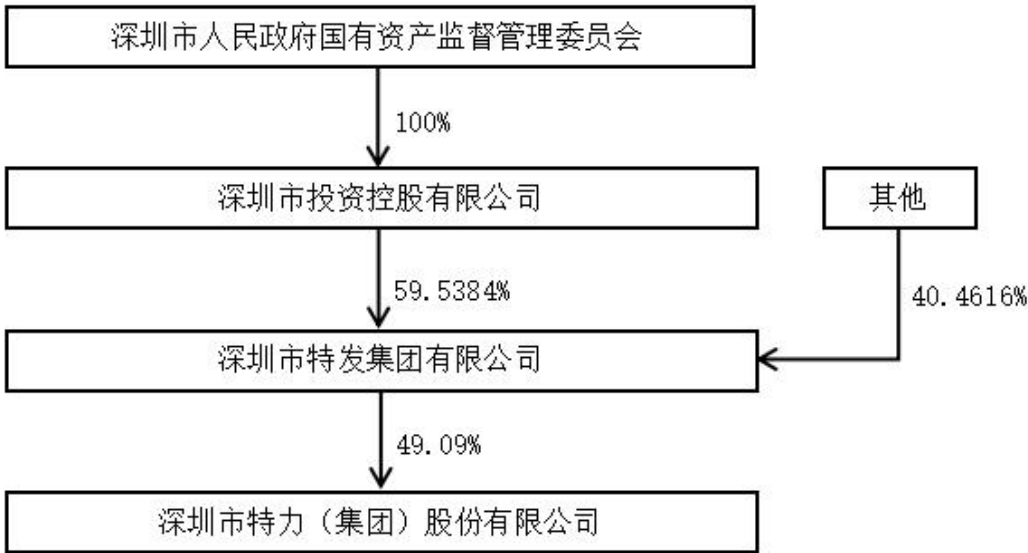 深圳市人民政府国有资产监督管理委员会
100%
深圳市投资控股有限公司
其他
59.5384%
40.4616%
深圳市特发集团有限公司
49.09%
深圳市特力（集团）股份有限公司